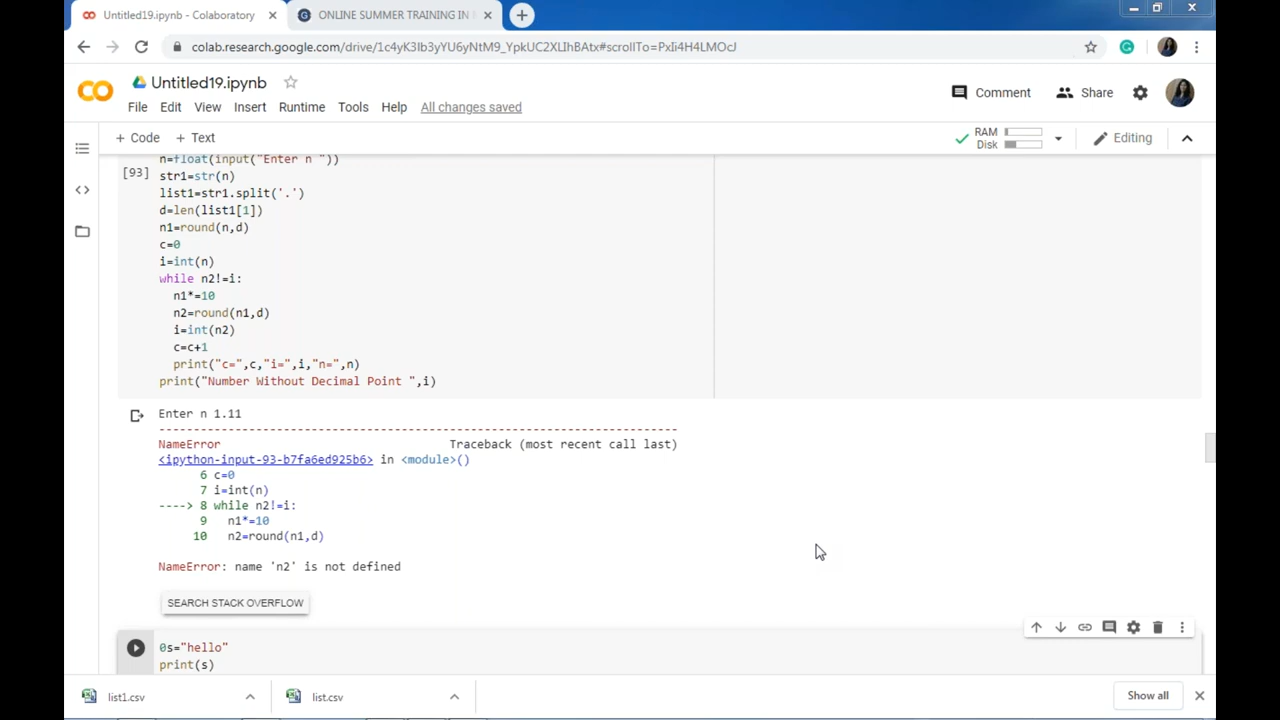 Untitled19.ipynb - Colaboratory
ONLINE SUMMER TRAINING IN
colab.research.google.com/drive/1c4yK3Ib3yYU6yNtM9_YpkUC2XLIhBAtx#scrollTo=PxIi4H4LMOcJ
Untitled19.ipynb
File Edit View Insert Runtime Tools Help All changes saved
Comment Share
+ Code + Text
RAM
Disk
Editing
n=float(input("Enter n "))
[93]
str1=str(n)
list1=str1.split('.')
d=len(list1[1])
n1=round(n,d)
c=0
i=int(n)
while n2!=i:
n1*=10
n2=round(n1,d)
i=int(n2)
c=c+1
print("c=",c,"i=",i,"n=",n)
print("Number Without Decimal Point ",i)
Enter n 1.11
---------------------------------------------------------------------------
NameError Traceback (most recent call last)
<ipython-input-93-b7fa6ed925b6> in <module>()
6 c=0
7 i=int(n)
----> 8 while n2!=i:
9 n1*=10
10 n2=round(n1,d)
NameError: name 'n2' is not defined
SEARCH STACK OVERFLOW
0s="hello"
print(s)
list1.csv
list.csv
Show all